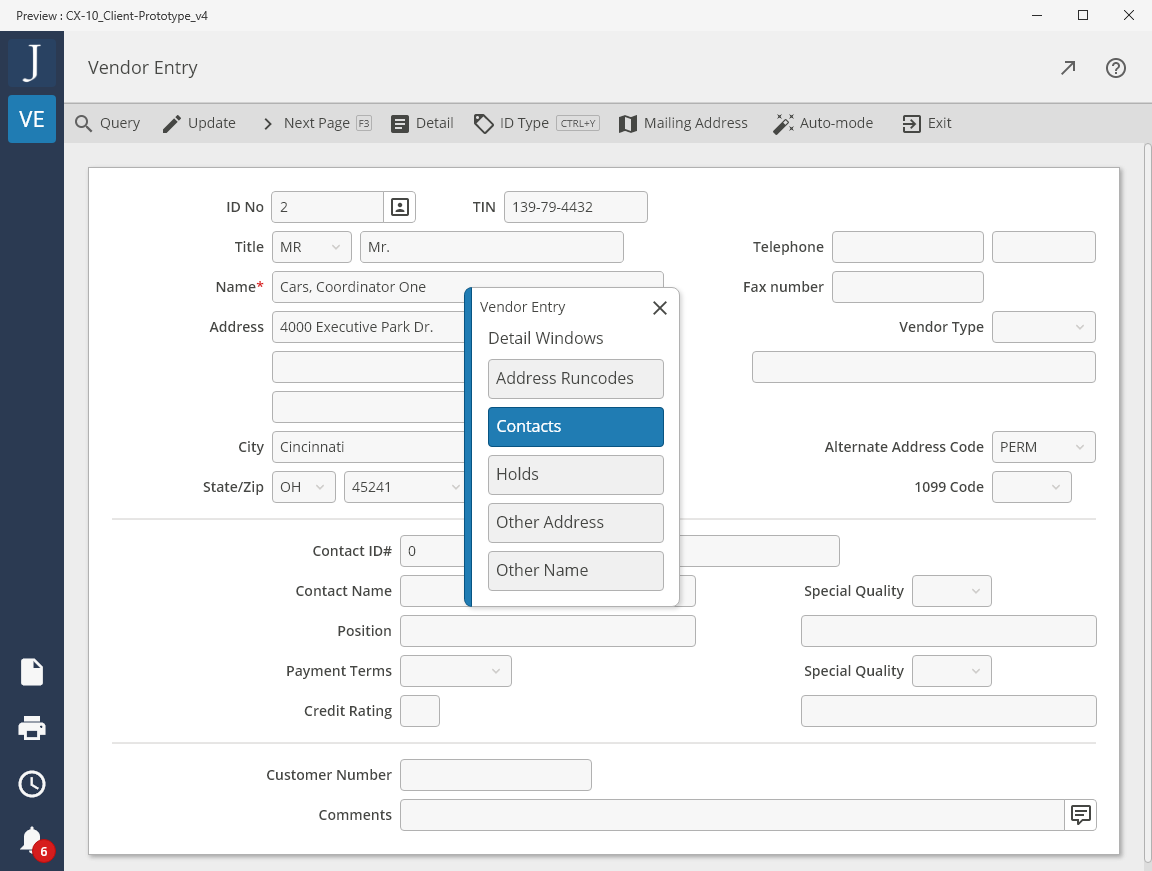 Preview : CX-10_Client-Prototype_v4
J
Vendor Entry
VE
Query Update Next Page F3 Detail ID Type CTRL+Y Mailing Address Auto-mode Exit
ID No 2 TIN 139-79-4432
Title MR Mr. Telephone
Name* Cars, Coordinator One Fax number
Address 4000 Executive Park Dr. Vendor Type
City Cincinnati Alternate Address Code PERM
State/Zip OH 45241 1099 Code
Vendor Entry
Detail Windows
Address Runcodes
Contacts
Holds
Other Address
Other Name
Contact ID# 0
Contact Name Special Quality
Position
Payment Terms Special Quality
Credit Rating
Customer Number
Comments
6